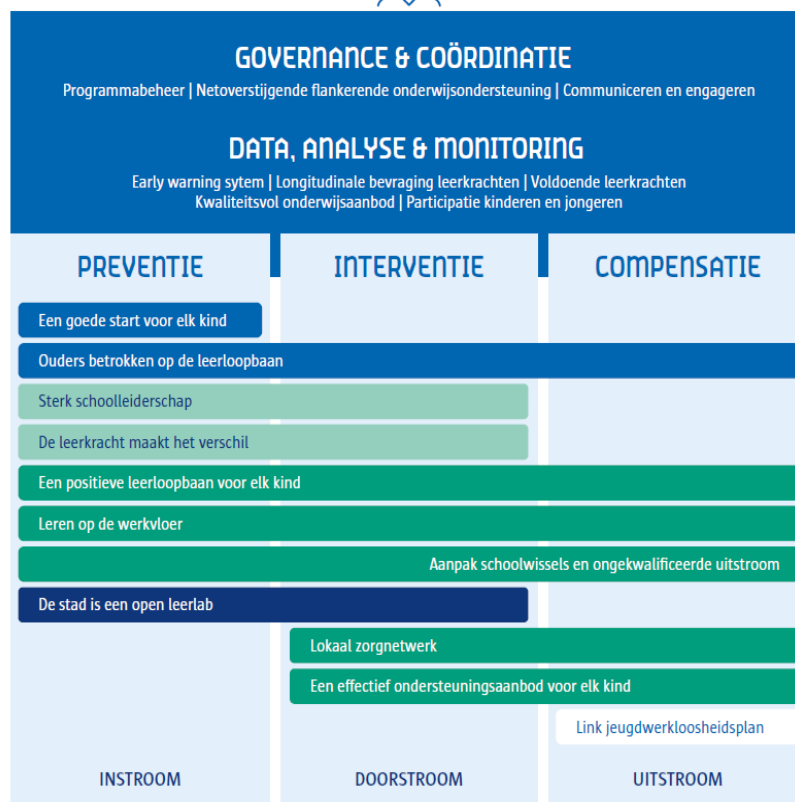 GOVERNANCE & COÖRDINATIE
Programmabeheer | Netoverstijgende flankerende onderwijsondersteuning | Communiceren en engageren
DATA, ANALYSE & MONITORING
Early warning sytem | Longitudinale bevraging leerkrachten | Voldoende leerkrachten
Kwaliteitsvol onderwijsaanbod | Participatie kinderen en jongeren
PREVENTIE
INTERVENTIE
COMPENSATIE
Een goede start voor elk kind
Ouders betrokken op de leerloopbaan
Sterk schoolleiderschap
De leerkracht maakt het verschil
Een positieve leerloopbaan voor elk kind
Leren op de werkvloer
Aanpak schoolwissels en ongekwalificeerde uitstroom
De stad is een open leerlab
Lokaal zorgnetwerk
Een effectief ondersteuningsaanbod voor elk kind
Link jeugdwerkloosheidsplan
INSTROOM
DOORSTROOM
UITSTROOM